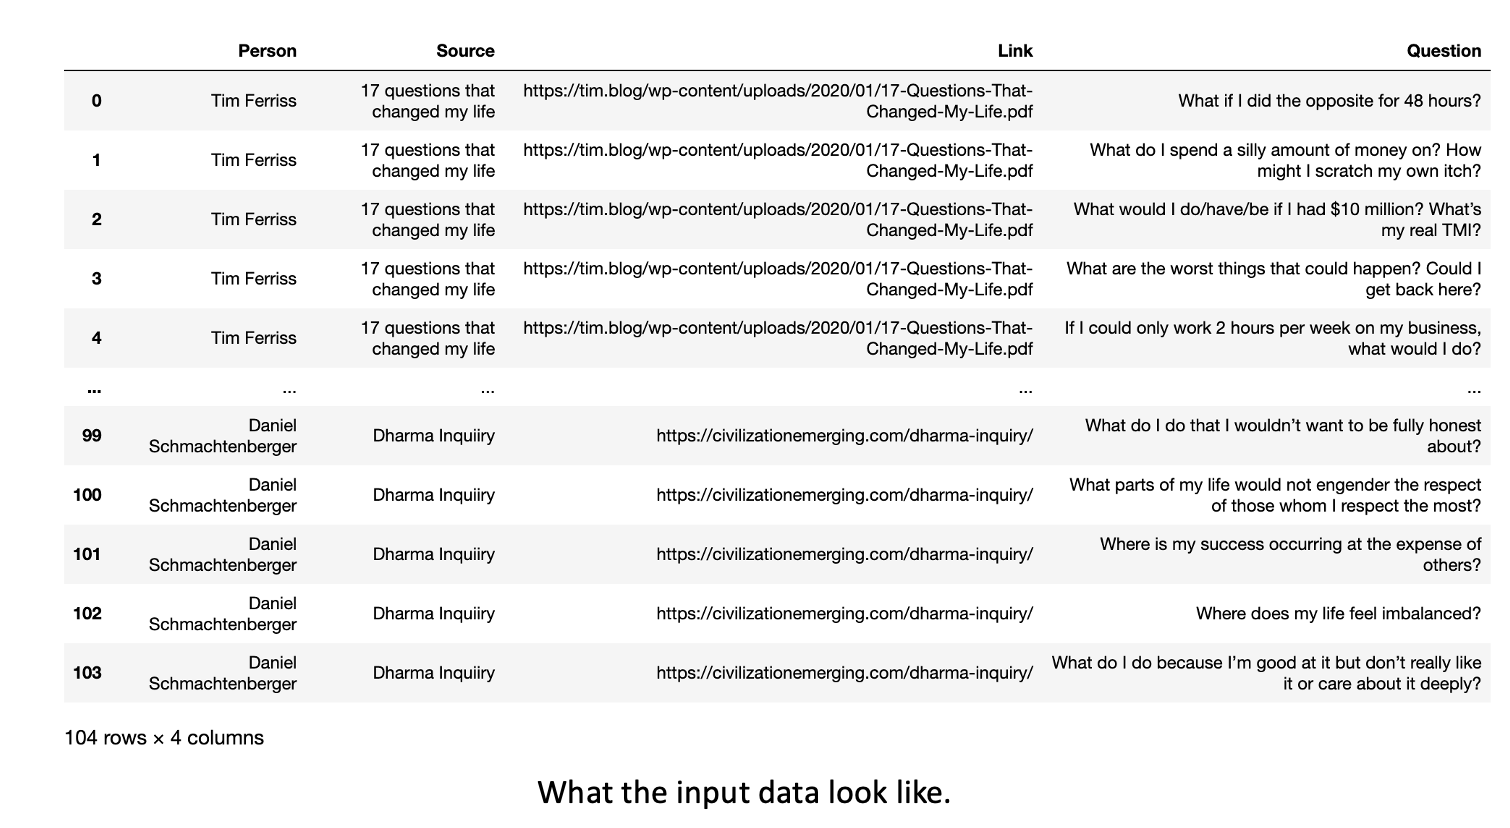 Person Source Link Question
0 Tim Ferriss 17 questions that changed my life https://tim.blog/wp-content/uploads/2020/01/17-Questions-That-Changed-My-Life.pdf What if I did the opposite for 48 hours?
1 Tim Ferriss 17 questions that changed my life https://tim.blog/wp-content/uploads/2020/01/17-Questions-That-Changed-My-Life.pdf What do I spend a silly amount of money on? How might I scratch my own itch?
2 Tim Ferriss 17 questions that changed my life https://tim.blog/wp-content/uploads/2020/01/17-Questions-That-Changed-My-Life.pdf What would I do/have/be if I had $10 million? What’s my real TMI?
3 Tim Ferriss 17 questions that changed my life https://tim.blog/wp-content/uploads/2020/01/17-Questions-That-Changed-My-Life.pdf What are the worst things that could happen? Could I get back here?
4 Tim Ferriss 17 questions that changed my life https://tim.blog/wp-content/uploads/2020/01/17-Questions-That-Changed-My-Life.pdf If I could only work 2 hours per week on my business, what would I do?
... ... ... ... ...
99 Daniel Schmachtenberger Dharma Inquiiry https://civilizationemerging.com/dharma-inquiry/ What do I do that I wouldn’t want to be fully honest about?
100 Daniel Schmachtenberger Dharma Inquiiry https://civilizationemerging.com/dharma-inquiry/ What parts of my life would not engender the respect of those whom I respect the most?
101 Daniel Schmachtenberger Dharma Inquiiry https://civilizationemerging.com/dharma-inquiry/ Where is my success occurring at the expense of others?
102 Daniel Schmachtenberger Dharma Inquiiry https://civilizationemerging.com/dharma-inquiry/ Where does my life feel imbalanced?
103 Daniel Schmachtenberger Dharma Inquiiry https://civilizationemerging.com/dharma-inquiry/ What do I do because I’m good at it but don’t really like it or care about it deeply?
104 rows × 4 columns
What the input data look like.